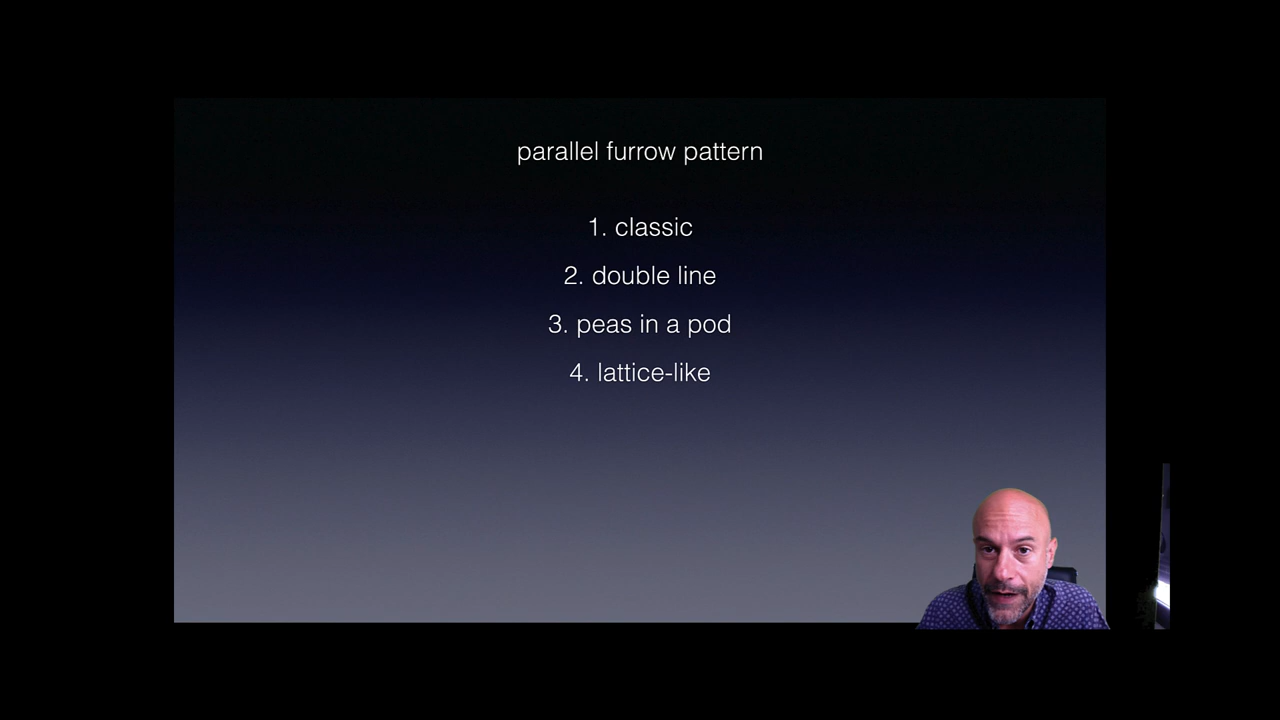 parallel furrow pattern
1. classic
2. double line
3. peas in a pod
4. lattice-like